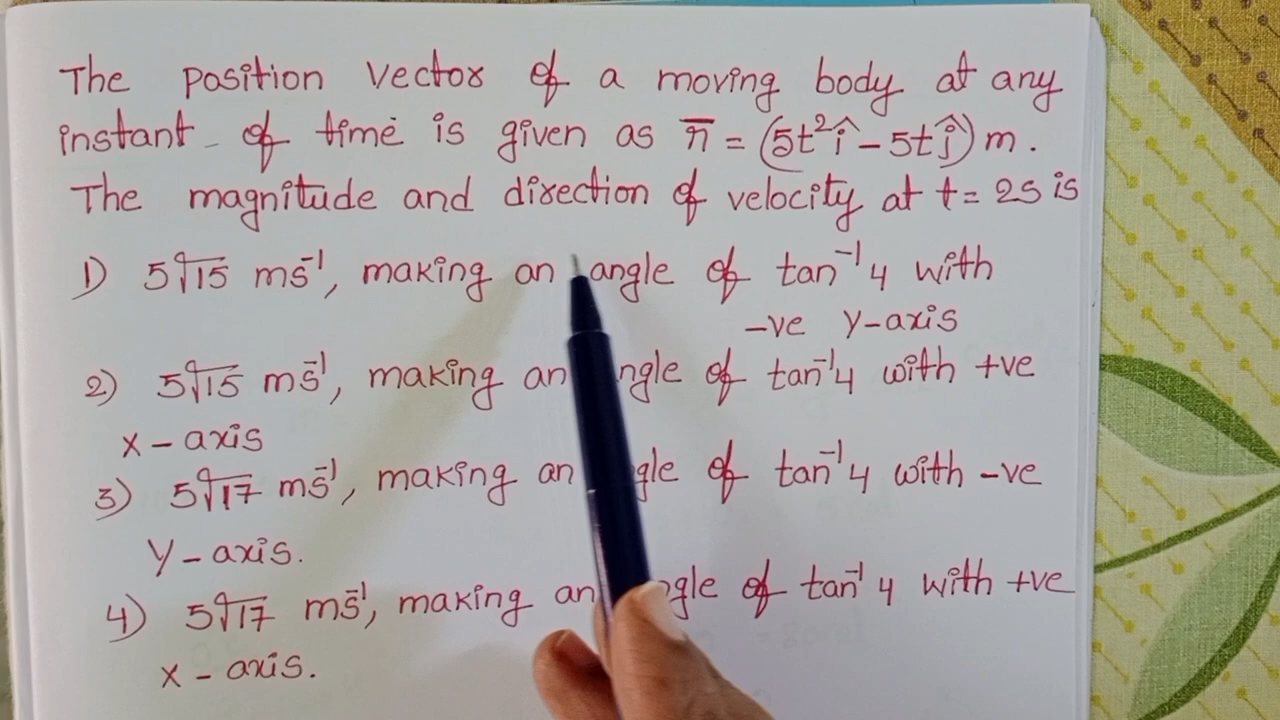 The position vector of a moving body at any
instant of time is given as r̅ = (5t²î - 5tĵ) m.
The magnitude and direction of velocity at t = 2s is
1) 5√15 ms⁻¹, making an angle of tan⁻¹4 with
-ve Y-axis
2) 5√15 ms⁻¹, making an angle of tan⁻¹4 with +ve
X - axis
3) 5√17 ms⁻¹, making an angle of tan⁻¹4 with -ve
Y - axis.
4) 5√17 ms⁻¹, making an angle of tan⁻¹4 with +ve
X - axis.